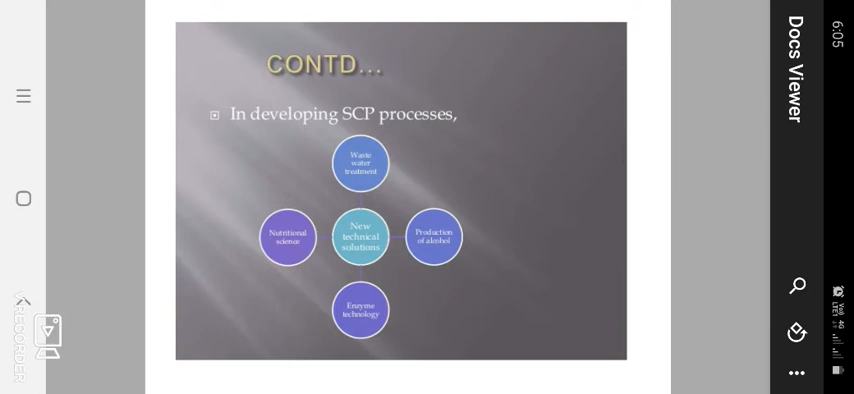 CONTD...
In developing SCP processes,
Waste
water
treatment
Nutritional
science
New
technical
solutions
Production
of alcohol
Enzyme
technology
Docs Viewer
6:05
VRECORDER